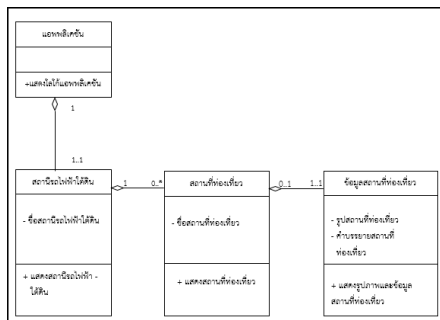 แอพพลิเคชัน
+แสดงโลโก้แอพพลิเคชัน
1
1..1
สถานีรถไฟฟ้าใต้ดิน
- ชื่อสถานีรถไฟฟ้าใต้ดิน
+ แสดงสถานีรถไฟฟ้า -
ใต้ดิน
1
0..*
สถานที่ท่องเที่ยว
- ชื่อสถานที่ท่องเที่ยว
+ แสดงสถานที่ท่องเที่ยว
0..1
1..1
ข้อมูลสถานที่ท่องเที่ยว
- รูปสถานที่ท่องเที่ยว
- คำบรรยายสถานที่
ท่องเที่ยว
+ แสดงรูปภาพและข้อมูล
สถานที่ท่องเที่ยว